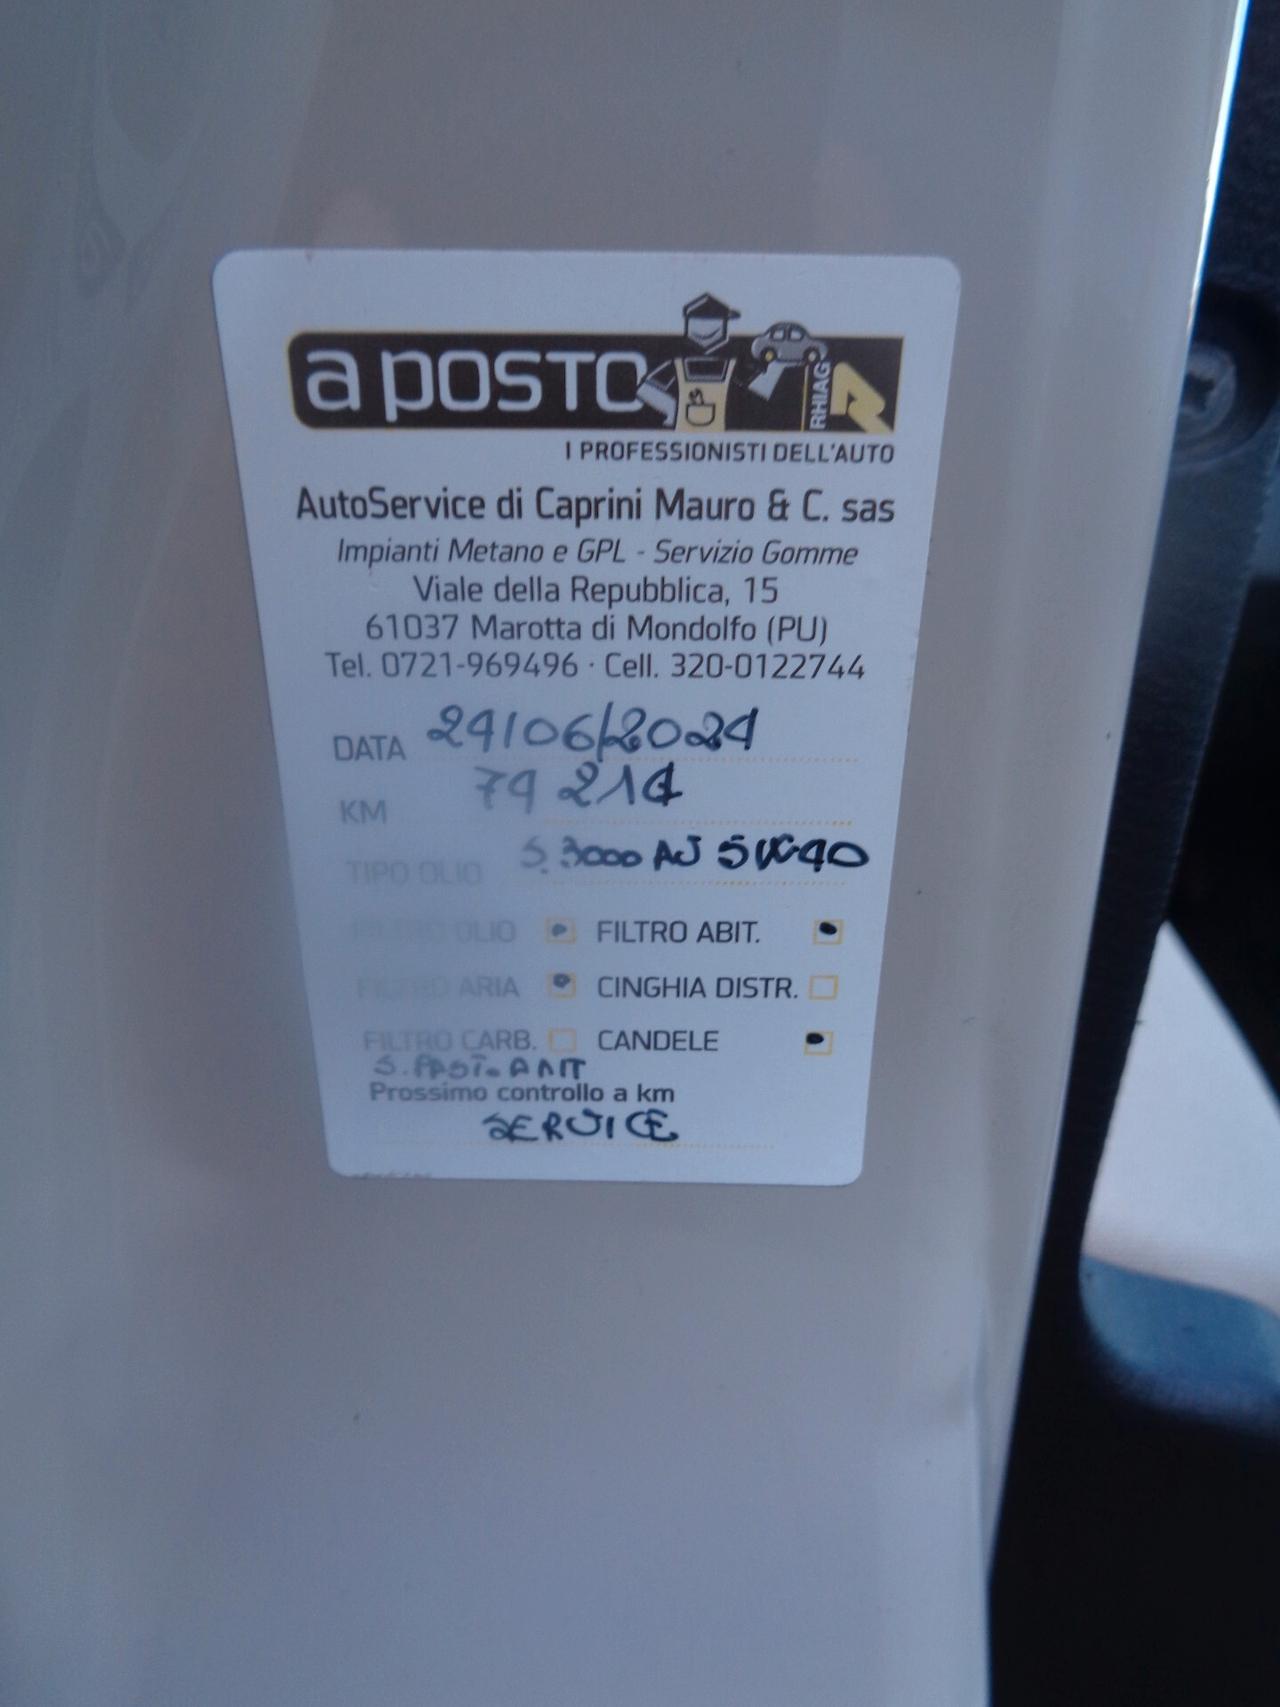 a posto
RHIAG
I PROFESSIONISTI DELL'AUTO
AutoService di Caprini Mauro & C. sas
Impianti Metano e GPL - Servizio Gomme
Viale della Repubblica, 15
61037 Marotta di Mondolfo (PU)
Tel. 0721-969496 · Cell. 320-0122744
DATA 24/06/2024
KM 74 214
TIPO OLIO S.3000 AJ 5W40
FILTRO OLIO FILTRO ABIT.
FILTRO ARIA CINGHIA DISTR.
FILTRO CARB. CANDELE
S. PAST. ANT
Prossimo controllo a km
SERVICE